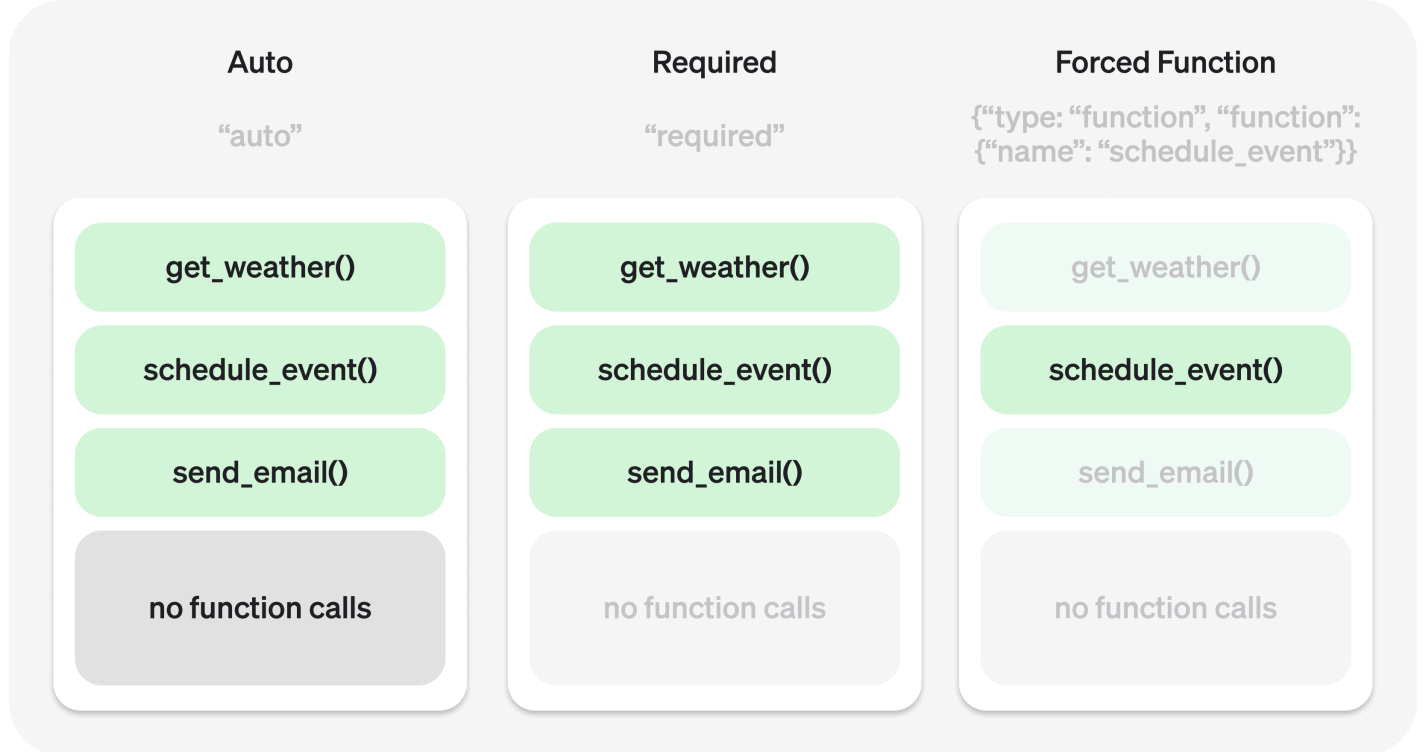 Auto
“auto”
get_weather()
schedule_event()
send_email()
no function calls
Required
“required”
get_weather()
schedule_event()
send_email()
no function calls
Forced Function
{“type: “function”, “function”:
{“name”: “schedule_event”}}
get_weather()
schedule_event()
send_email()
no function calls